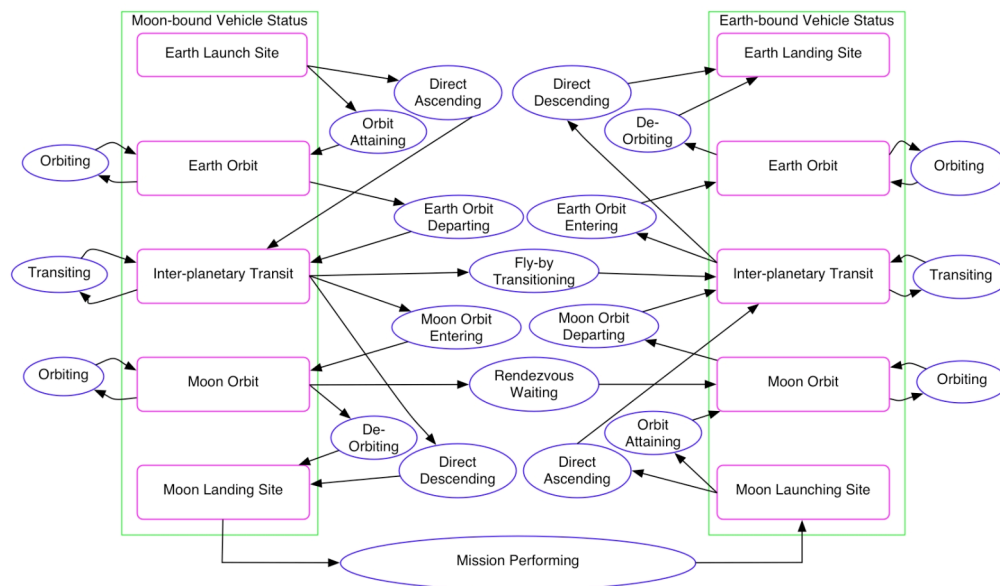 Moon-bound Vehicle Status
Earth-bound Vehicle Status
Earth Launch Site
Earth Landing Site
Direct
Ascending
Direct
Descending
Orbit
Attaining
De-
Orbiting
Orbiting
Earth Orbit
Earth Orbit
Orbiting
Earth Orbit
Departing
Earth Orbit
Entering
Transiting
Inter-planetary Transit
Fly-by
Transitioning
Inter-planetary Transit
Transiting
Moon Orbit
Entering
Moon Orbit
Departing
Orbiting
Moon Orbit
Rendezvous
Waiting
Moon Orbit
Orbiting
De-
Orbiting
Orbit
Attaining
Moon Landing Site
Direct
Descending
Direct
Ascending
Moon Launching Site
Mission Performing